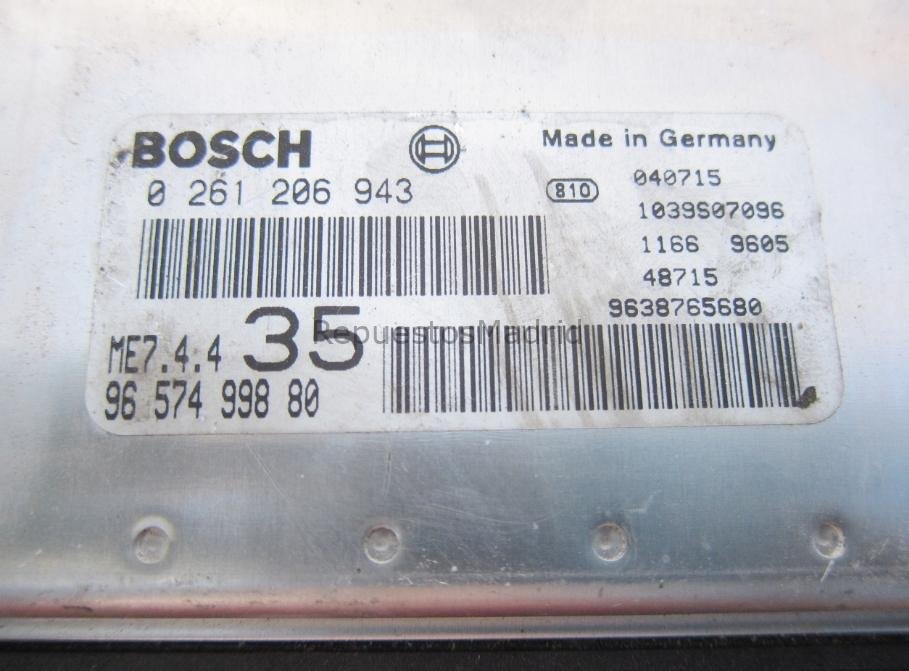 BOSCH
Made in Germany
0 261 206 943
810
040715
1039S07096
1166 9605
48715
9638765680
35
RepuestosMadrid
ME7.4.4
96 574 998 80